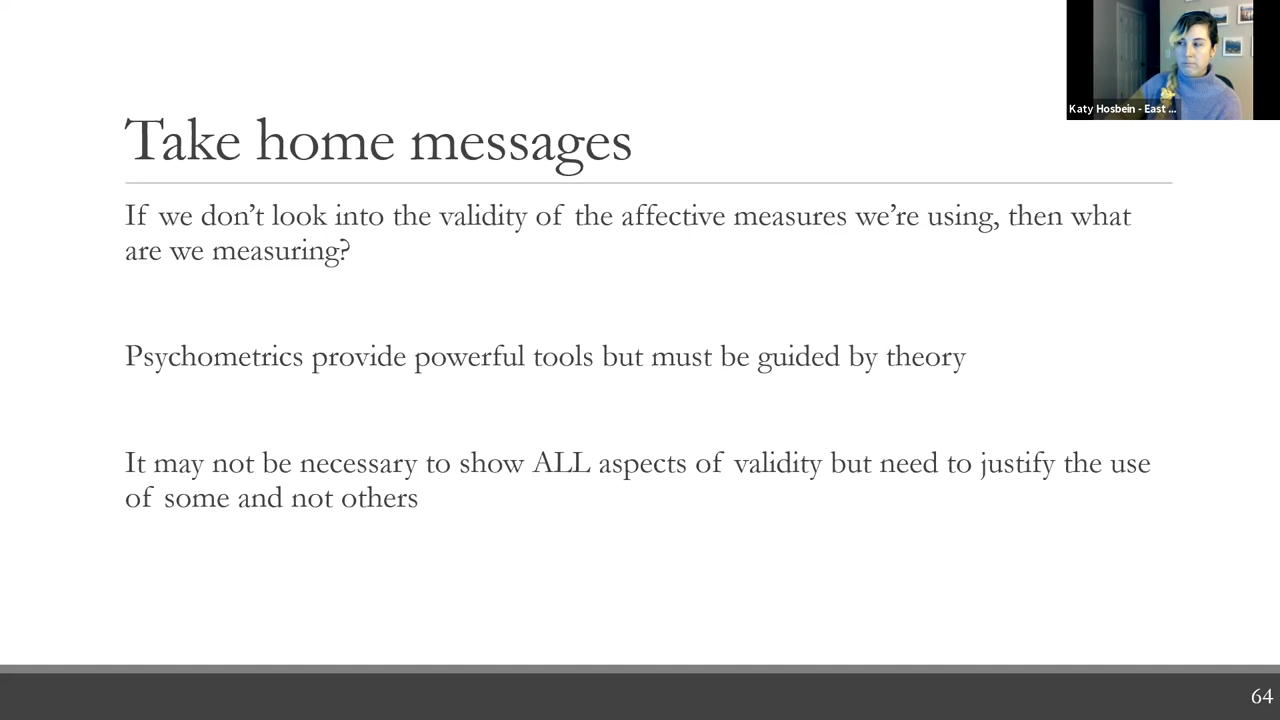 Katy Hosbein - East ...
Take home messages
If we don’t look into the validity of the affective measures we’re using, then what
are we measuring?
Psychometrics provide powerful tools but must be guided by theory
It may not be necessary to show ALL aspects of validity but need to justify the use
of some and not others
64